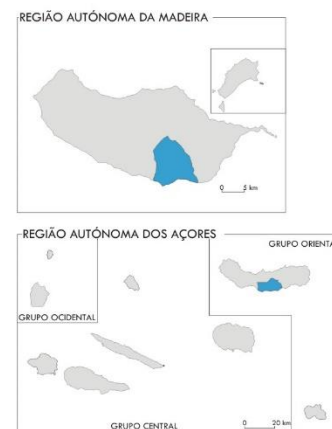 REGIÃO AUTÓNOMA DA MADEIRA
0 5 km
REGIÃO AUTÓNOMA DOS AÇORES
GRUPO ORIENTA
GRUPO OCIDENTAL
GRUPO CENTRAL
0 20 km